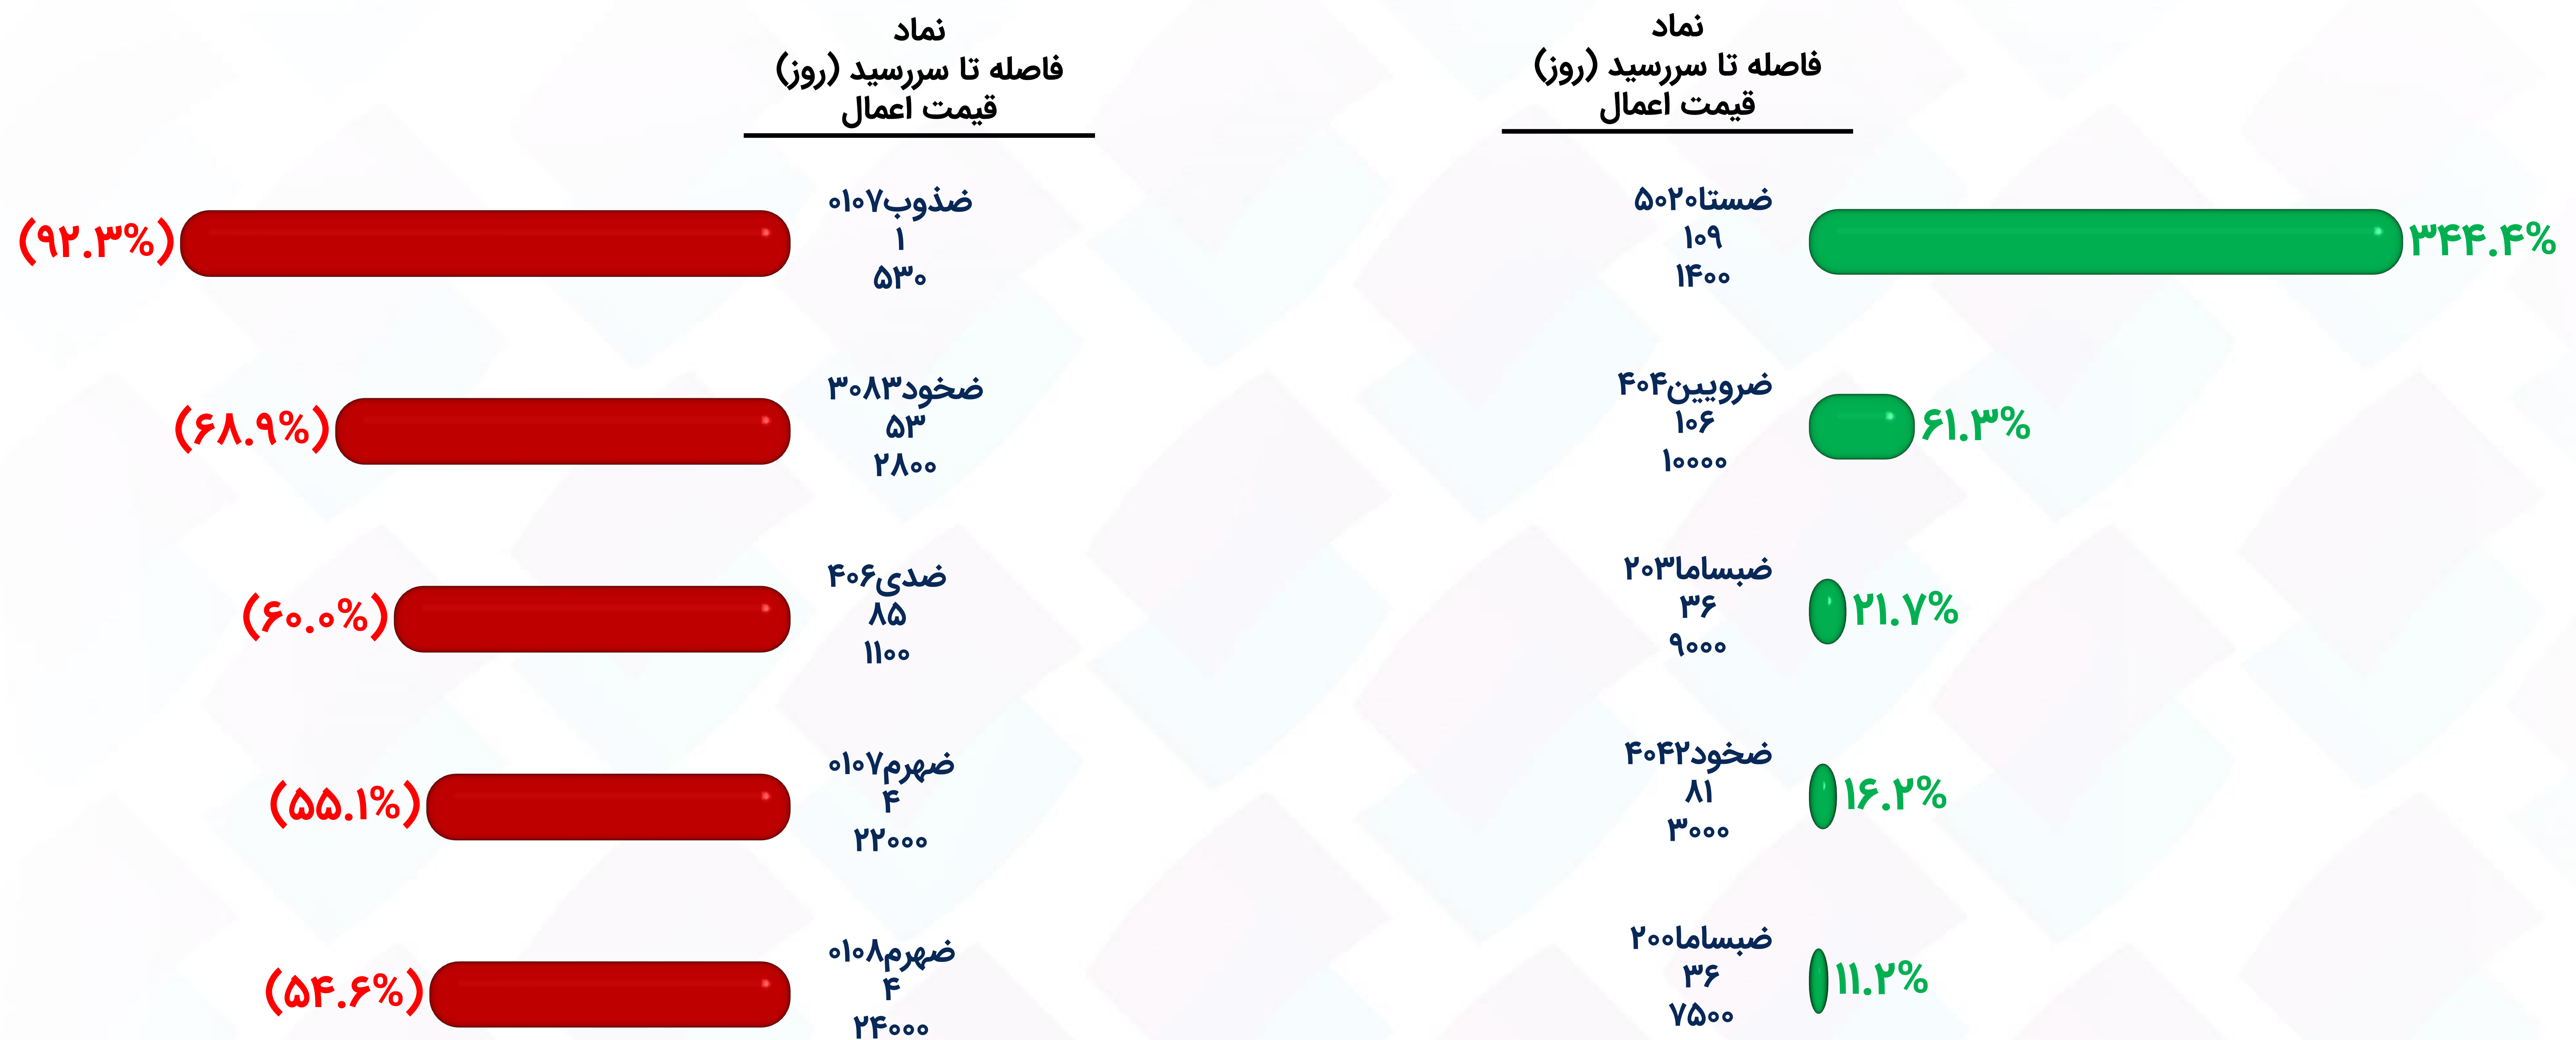 نماد
فاصله تا سررسید (روز)
قیمت اعمال
ضستا۵۰۲۰
۱۰۹
۱۴۰۰
۳۴۴.۴%
ضرویین۴۰۴
۱۰۶
۱۰۰۰۰
۶۱.۳%
ضبساما۲۰۳
۳۶
۹۰۰۰
۲۱.۷%
ضخود۴۰۴۲
۸۱
۳۰۰۰
۱۶.۲%
ضبساما۲۰۰
۳۶
۷۵۰۰
۱۱.۲%
نماد
فاصله تا سررسید (روز)
قیمت اعمال
ضذوب۰۱۰۷
۱
۵۳۰
(۹۲.۳%)
ضخود۳۰۸۳
۵۳
۲۸۰۰
(۶۸.۹%)
ضدی۴۰۶
۸۵
۱۱۰۰
(۶۰.۰%)
ضهرم۰۱۰۷
۴
۲۲۰۰۰
(۵۵.۱%)
ضهرم۰۱۰۸
۴
۲۴۰۰۰
(۵۴.۶%)